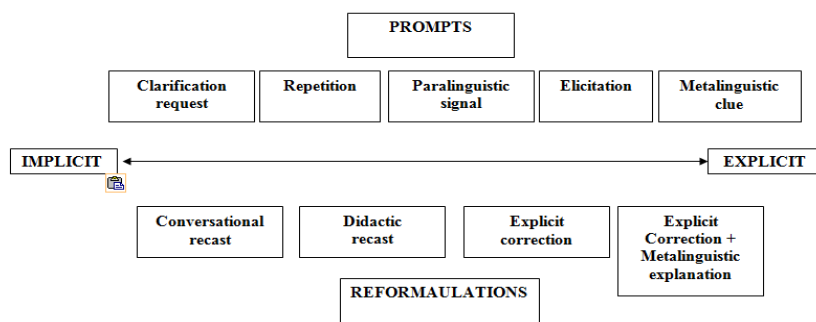 PROMPTS
Clarification
request
Repetition
Paralinguistic
signal
Elicitation
Metalinguistic
clue
IMPLICIT
EXPLICIT
Conversational
recast
Didactic
recast
Explicit
correction
Explicit
Correction +
Metalinguistic
explanation
REFORMAULATIONS